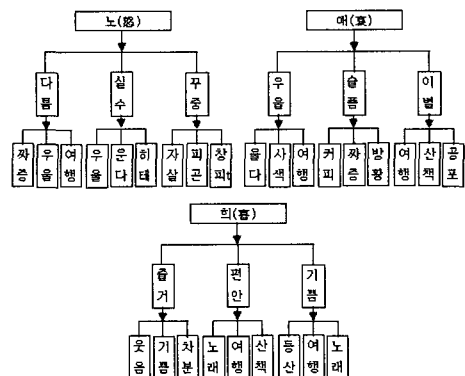 노(怒)
애(哀)
다툼
실수
꾸중
우울
슬픔
이별
짜증
우울
여행
우울
운다
히태
자살
피곤
창피
울다
사색
여행
커피
짜증
방황
여행
산책
공포
희(喜)
즐거
편안
기쁨
웃음
기쁨
차분
노래
여행
산책
등산
여행
노래